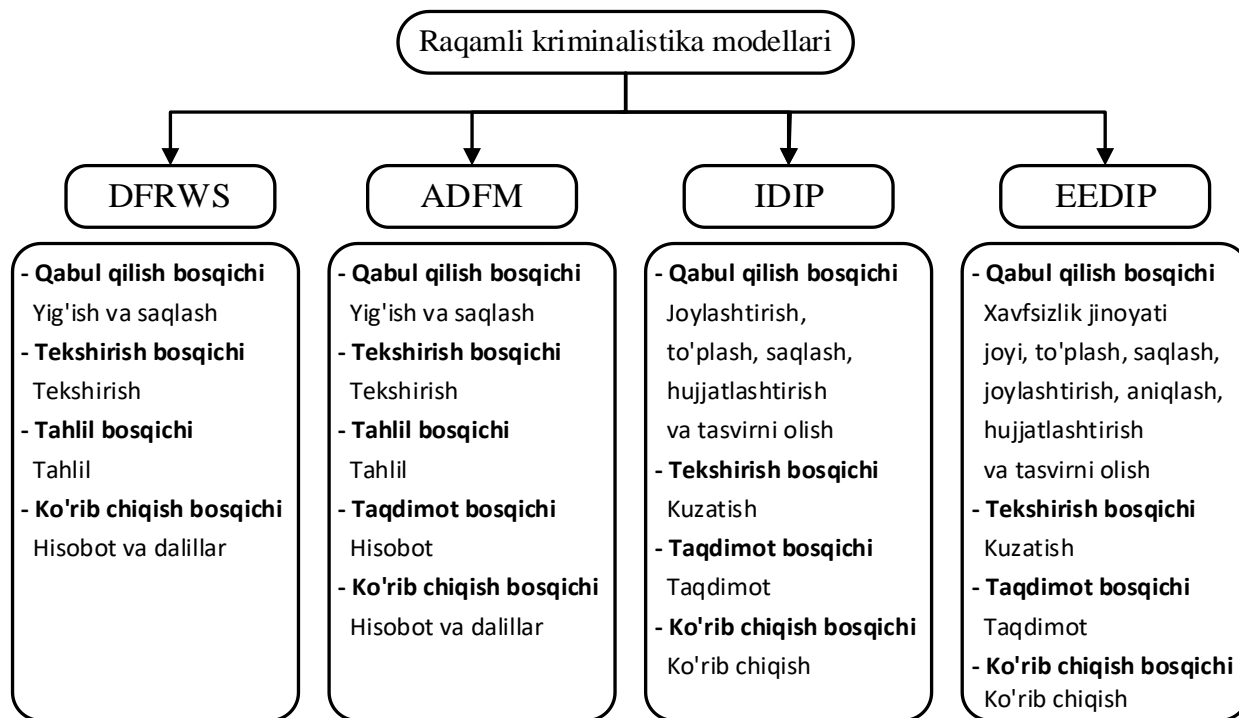 Raqamli kriminalistika modellari
DFRWS
- Qabul qilish bosqichi
Yig'ish va saqlash
- Tekshirish bosqichi
Tekshirish
- Tahlil bosqichi
Tahlil
- Ko'rib chiqish bosqichi
Hisobot va dalillar
ADFM
- Qabul qilish bosqichi
Yig'ish va saqlash
- Tekshirish bosqichi
Tekshirish
- Tahlil bosqichi
Tahlil
- Taqdimot bosqichi
Hisobot
- Ko'rib chiqish bosqichi
Hisobot va dalillar
IDIP
- Qabul qilish bosqichi
Joylashtirish,
to'plash, saqlash,
hujjatlashtirish
va tasvirni olish
- Tekshirish bosqichi
Kuzatish
- Taqdimot bosqichi
Taqdimot
- Ko'rib chiqish bosqichi
Ko'rib chiqish
EEDIP
- Qabul qilish bosqichi
Xavfsizlik jinoyati
joyi, to'plash, saqlash,
joylashtirish, aniqlash,
hujjatlashtirish
va tasvirni olish
- Tekshirish bosqichi
Kuzatish
- Taqdimot bosqichi
Taqdimot
- Ko'rib chiqish bosqichi
Ko'rib chiqish